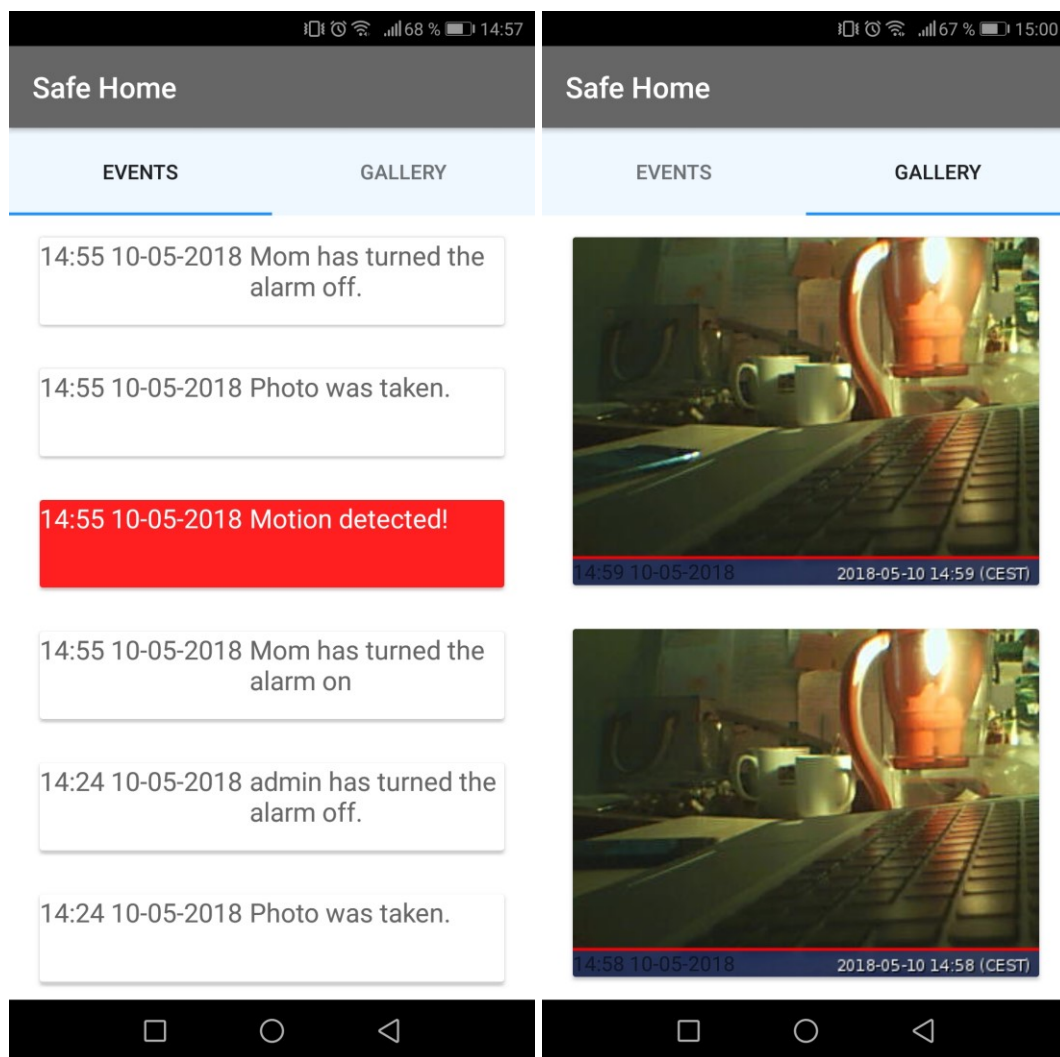 68 % 14:57
Safe Home
EVENTS GALLERY
14:55 10-05-2018 Mom has turned the
alarm off.
14:55 10-05-2018 Photo was taken.
14:55 10-05-2018 Motion detected!
14:55 10-05-2018 Mom has turned the
alarm on
14:24 10-05-2018 admin has turned the
alarm off.
14:24 10-05-2018 Photo was taken.
67 % 15:00
Safe Home
EVENTS GALLERY
14:59 10-05-2018 2018-05-10 14:59 (CEST)
14:58 10-05-2018 2018-05-10 14:58 (CEST)